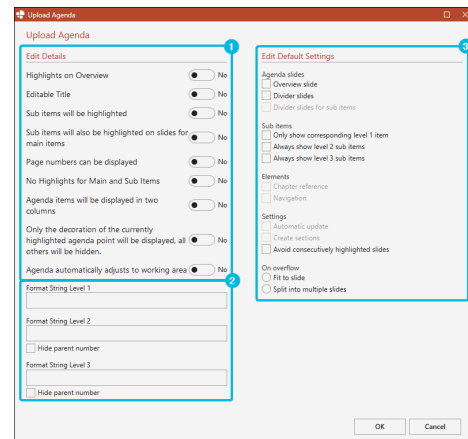 Upload Agenda
Upload Agenda
1
Edit Details
Highlights on Overview
No
Editable Title
No
Sub items will be highlighted
No
Sub items will also be highlighted on slides for
main items
No
Page numbers can be displayed
No
No Highlights for Main and Sub Items
No
Agenda items will be displayed in two
columns
No
Only the decoration of the currently
highlighted agenda point will be displayed, all
others will be hidden.
No
Agenda automatically adjusts to working area
No
2
Format String Level 1
Format String Level 2
Hide parent number
Format String Level 3
Hide parent number
3
Edit Default Settings
Agenda slides
Overview slide
Divider slides
Divider slides for sub items
Sub items
Only show corresponding level 1 item
Always show level 2 sub items
Always show level 3 sub items
Elements
Chapter reference
Navigation
Settings
Automatic update
Create sections
Avoid consecutively highlighted slides
On overflow
Fit to slide
Split into multiple slides
OK
Cancel